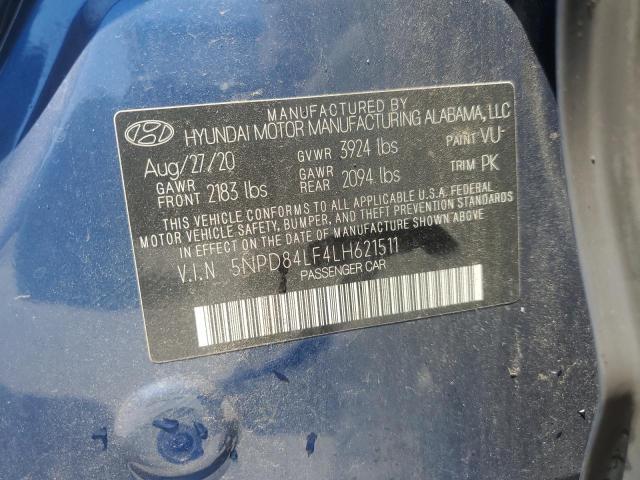 MANUFACTURED BY
HYUNDAI MOTOR MANUFACTURING ALABAMA, LLC
Aug/27/20 GVWR 3924 lbs PAINT VU
GAWR FRONT 2183 lbs GAWR REAR 2094 lbs TRIM PK
THIS VEHICLE CONFORMS TO ALL APPLICABLE U.S.A. FEDERAL
MOTOR VEHICLE SAFETY, BUMPER, AND THEFT PREVENTION STANDARDS
IN EFFECT ON THE DATE OF MANUFACTURE SHOWN ABOVE
V.I.N 5NPD84LF4LH621511
PASSENGER CAR